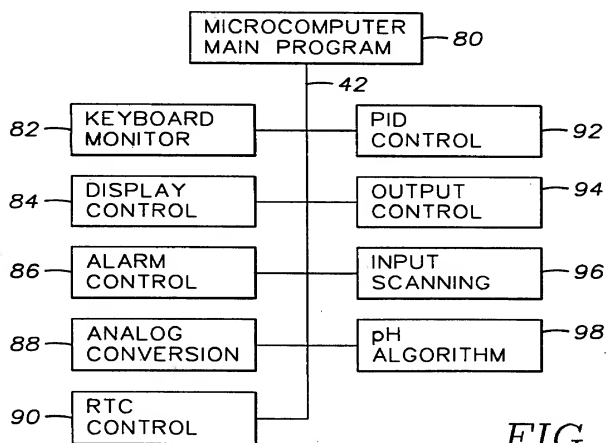 MICROCOMPUTER
MAIN PROGRAM
80
42
82
KEYBOARD
MONITOR
PID
CONTROL
92
84
DISPLAY
CONTROL
OUTPUT
CONTROL
94
86
ALARM
CONTROL
INPUT
SCANNING
96
88
ANALOG
CONVERSION
pH
ALGORITHM
98
90
RTC
CONTROL
FIG